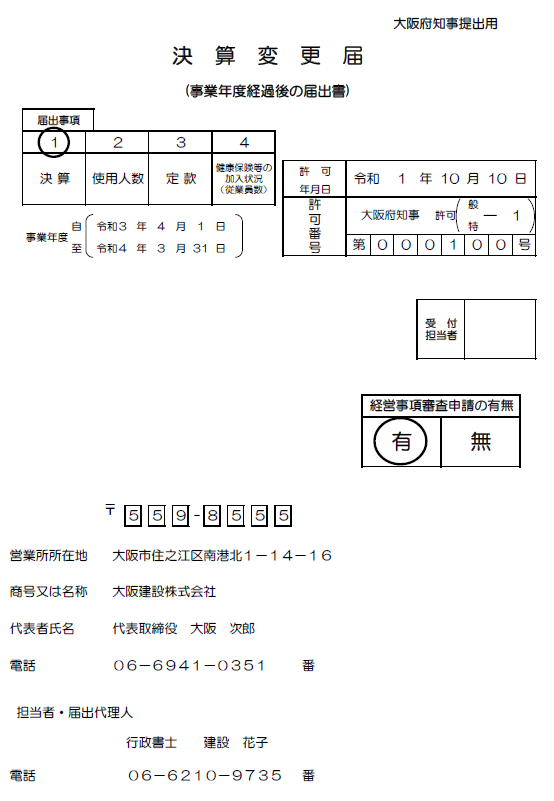 大阪府知事提出用
決算変更届
(事業年度経過後の届出書)
届出事項
1 2 3 4
決算 使用人数 定款 健康保険等の加入状況（従業員数）
許可年月日 令和 1 年 10 月 10 日
許可番号 大阪府知事 許可(般 特 ― 1)
第 0 0 0 1 0 0 号
事業年度 自 令和3 年 4 月 1 日
至 令和4 年 3 月 31 日
受付担当者
経営事項審査申請の有無
有 無
〒 5 5 9 - 8 5 5 5
営業所所在地 大阪市住之江区南港北１－１４－１６
商号又は名称 大阪建設株式会社
代表者氏名 代表取締役 大阪 次郎
電話 ０６－６９４１－０３５１ 番
担当者・届出代理人
行政書士 建設 花子
電話 ０６－６２１０－９７３５ 番